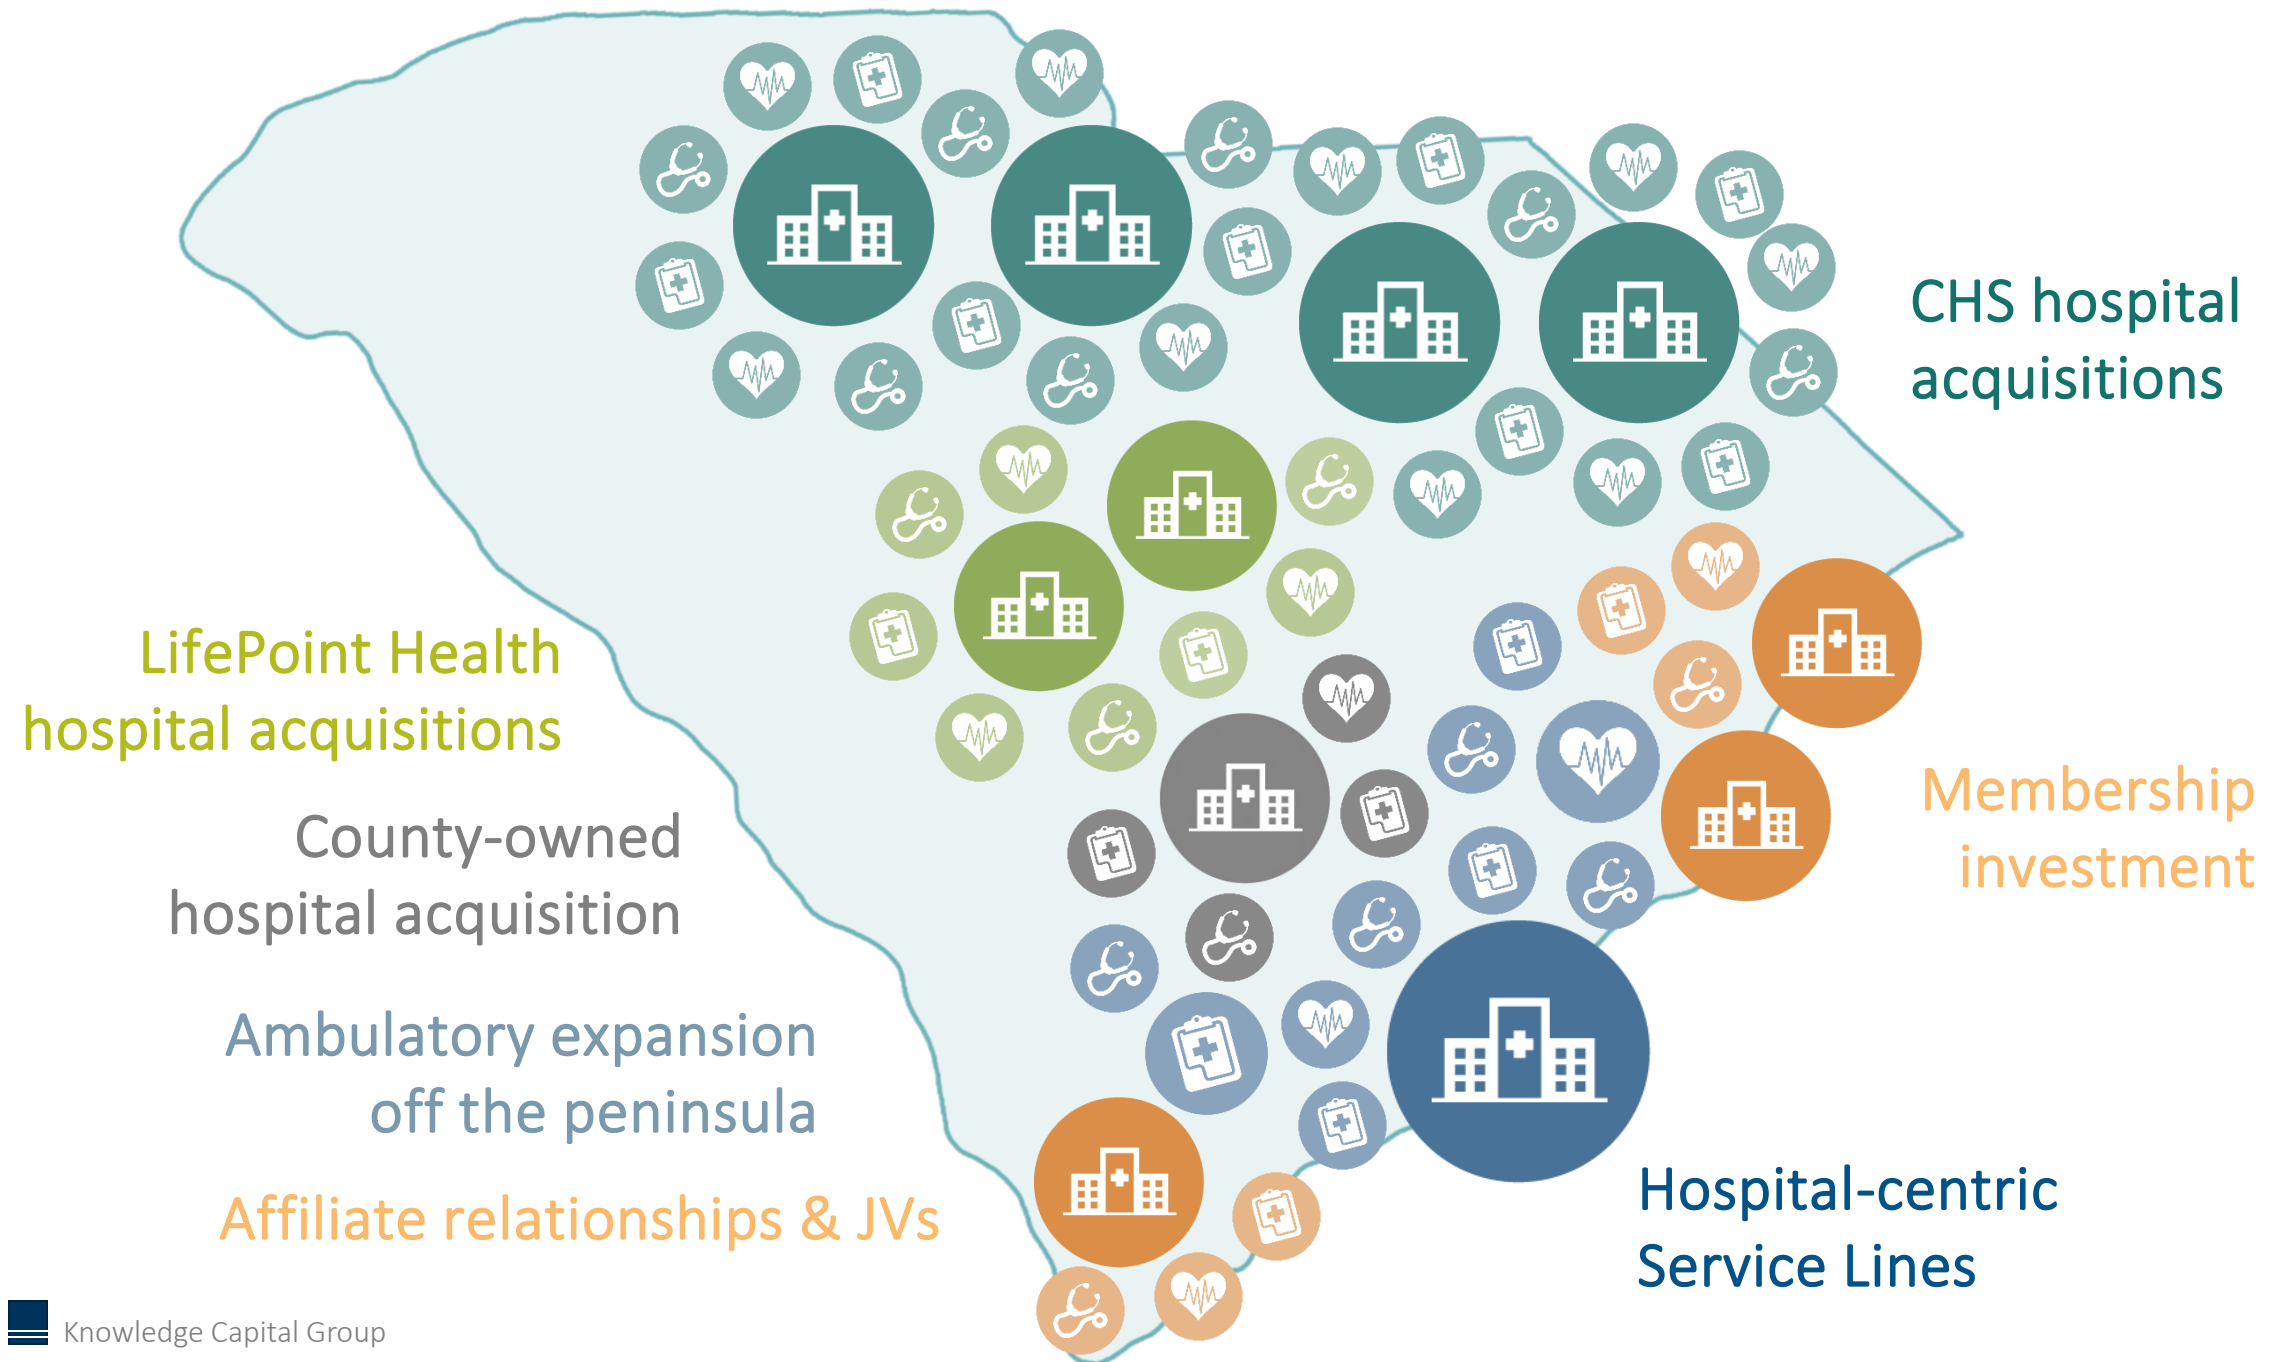 CHS hospital
acquisitions
LifePoint Health
hospital acquisitions
Membership
investment
County-owned
hospital acquisition
Ambulatory expansion
off the peninsula
Hospital-centric
Service Lines
Affiliate relationships & JVs
Knowledge Capital Group